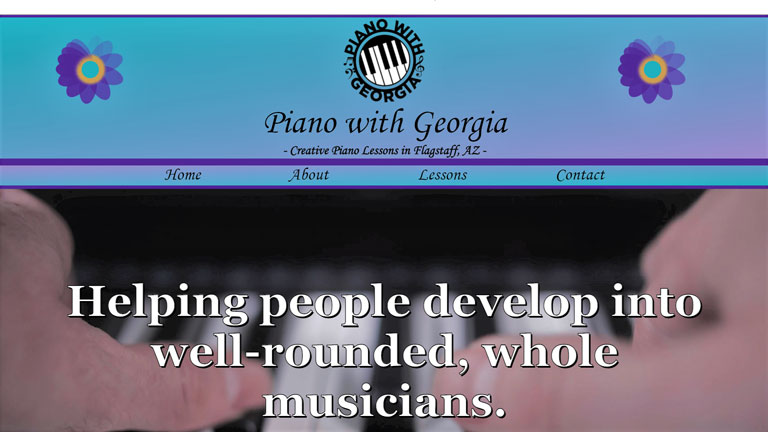 PIANO WITH
GEORGIA
Piano with Georgia
- Creative Piano Lessons in Flagstaff, AZ -
Home About Lessons Contact
Helping people develop into
well-rounded, whole
musicians.